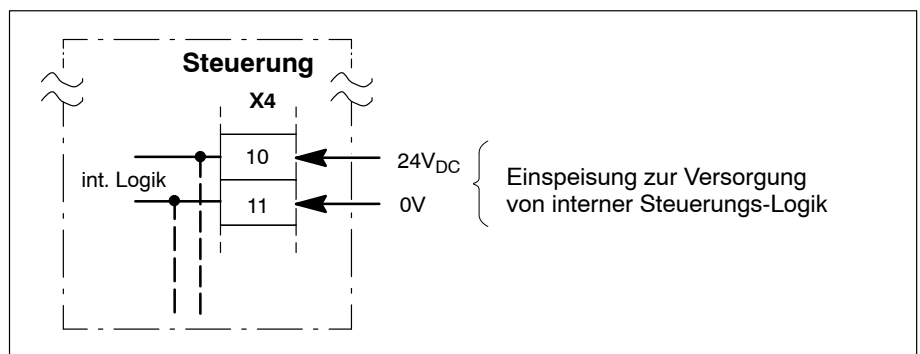 Steuerung
X4
10
24V_DC
int. Logik
11
0V
Einspeisung zur Versorgung
von interner Steuerungs-Logik